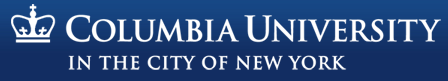 COLUMBIA UNIVERSITY
IN THE CITY OF NEW YORK